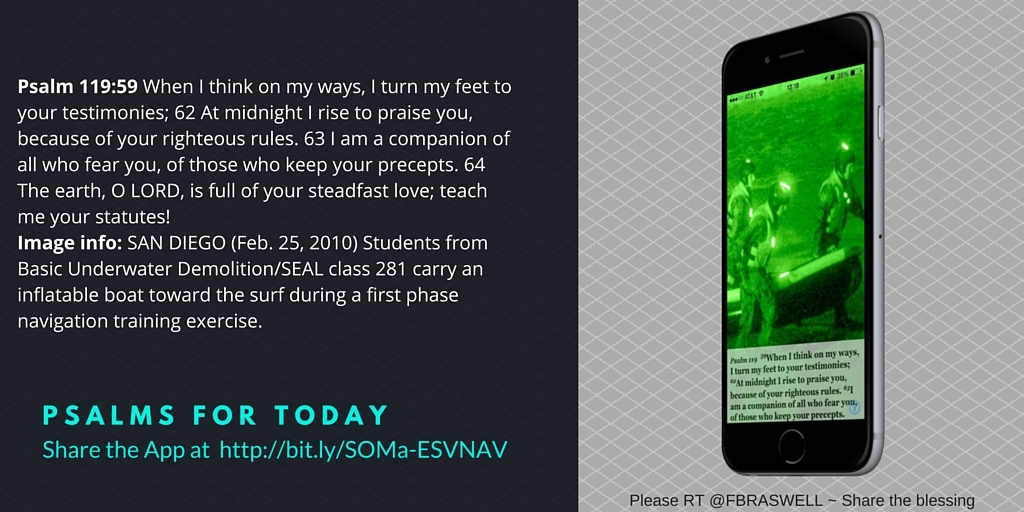 Psalm 119:59 When I think on my ways, I turn my feet to
your testimonies; 62 At midnight I rise to praise you,
because of your righteous rules. 63 I am a companion of
all who fear you, of those who keep your precepts. 64
The earth, O LORD, is full of your steadfast love; teach
me your statutes!
Image info: SAN DIEGO (Feb. 25, 2010) Students from
Basic Underwater Demolition/SEAL class 281 carry an
inflatable boat toward the surf during a first phase
navigation training exercise.
PSALMS FOR TODAY
Share the App at http://bit.ly/SOMa-ESVNAV
AT&T 13:18 38%
Psalm 119 59When I think on my ways,
I turn my feet to your testimonies;
62At midnight I rise to praise you,
because of your righteous rules. 63I
am a companion of all who fear you,
of those who keep your precepts.
Please RT @FBRASWELL ~ Share the blessing